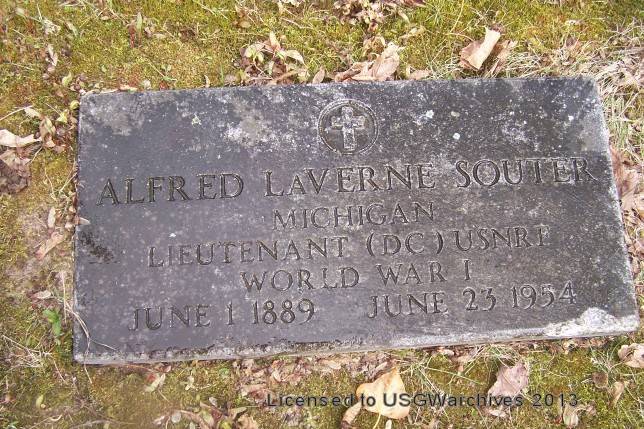 ALFRED LAVERNE SOUTER
MICHIGAN
LIEUTENANT (DC) USNRF
WORLD WAR I
JUNE 1 1889 JUNE 23 1954
Licensed to USGWarchives 2013